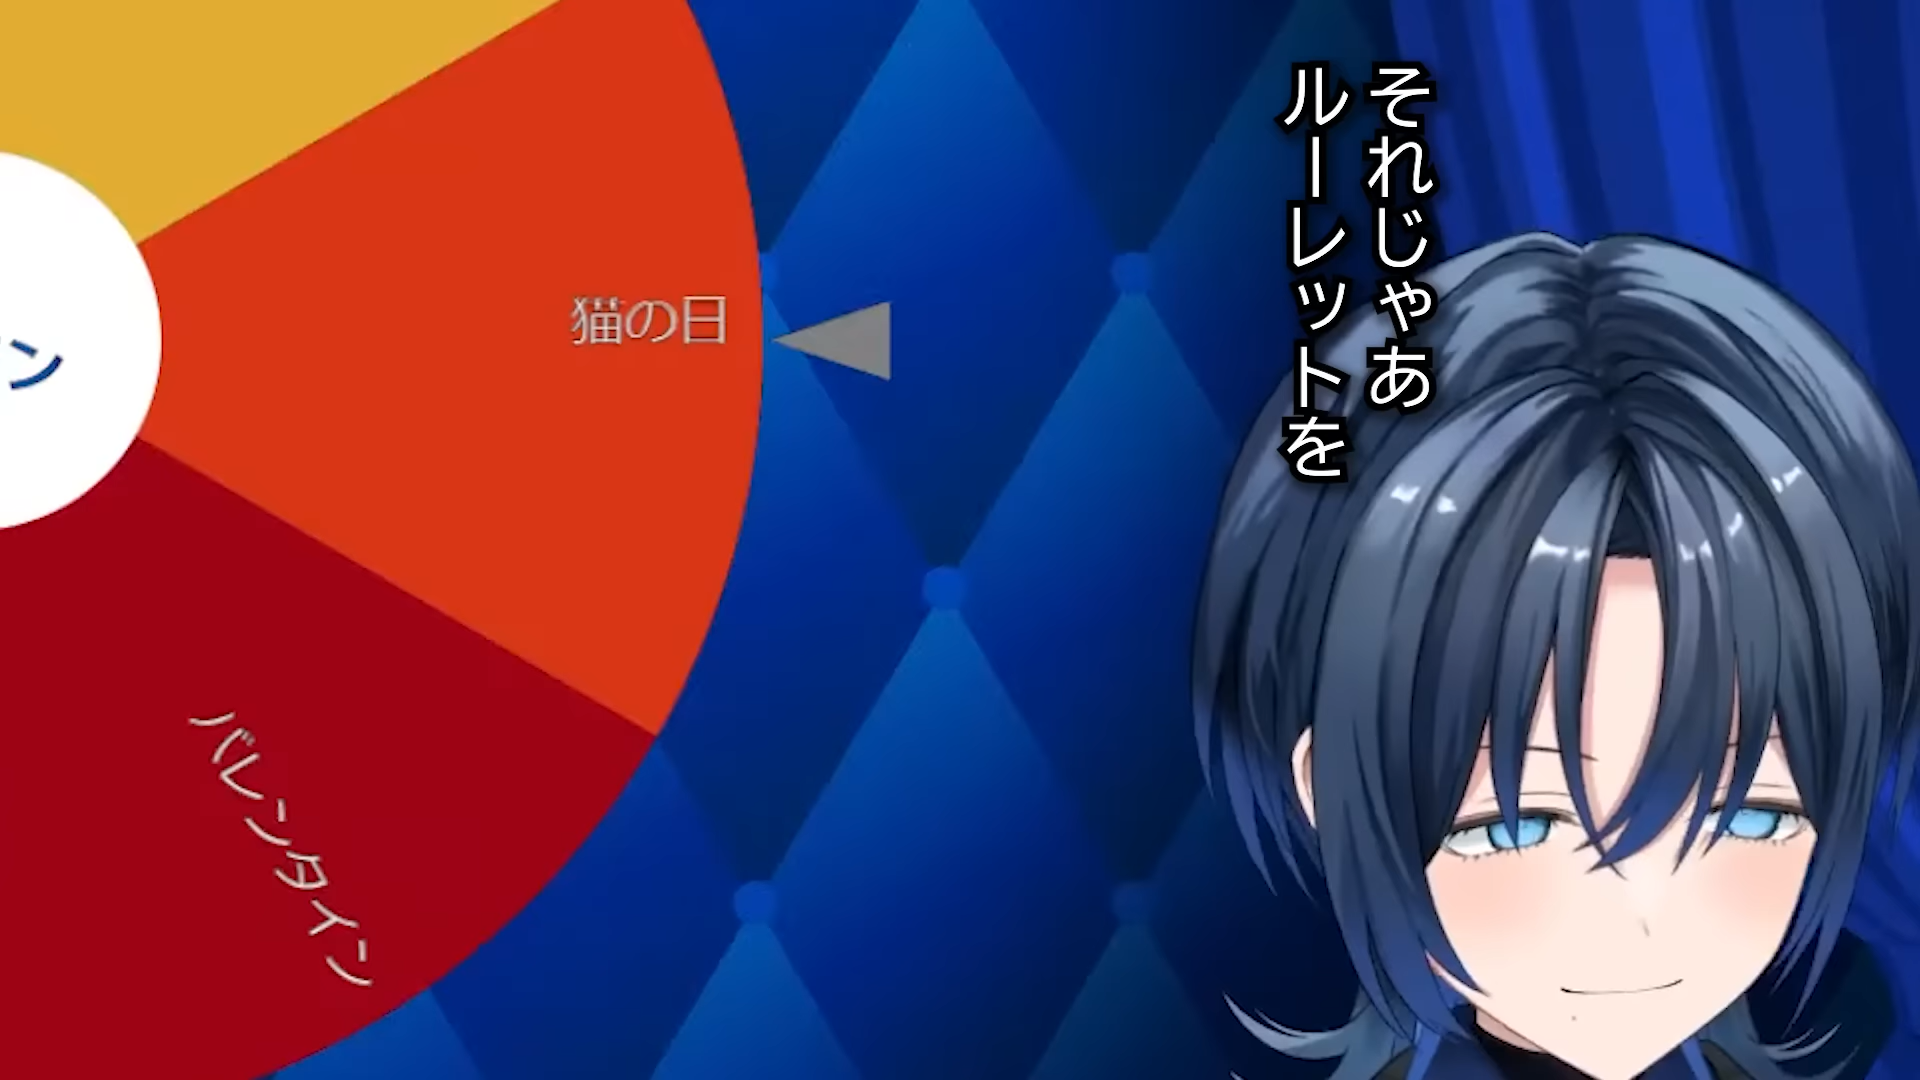 それじゃあ
ルーレットを
猫の日
バレンタイン
ン